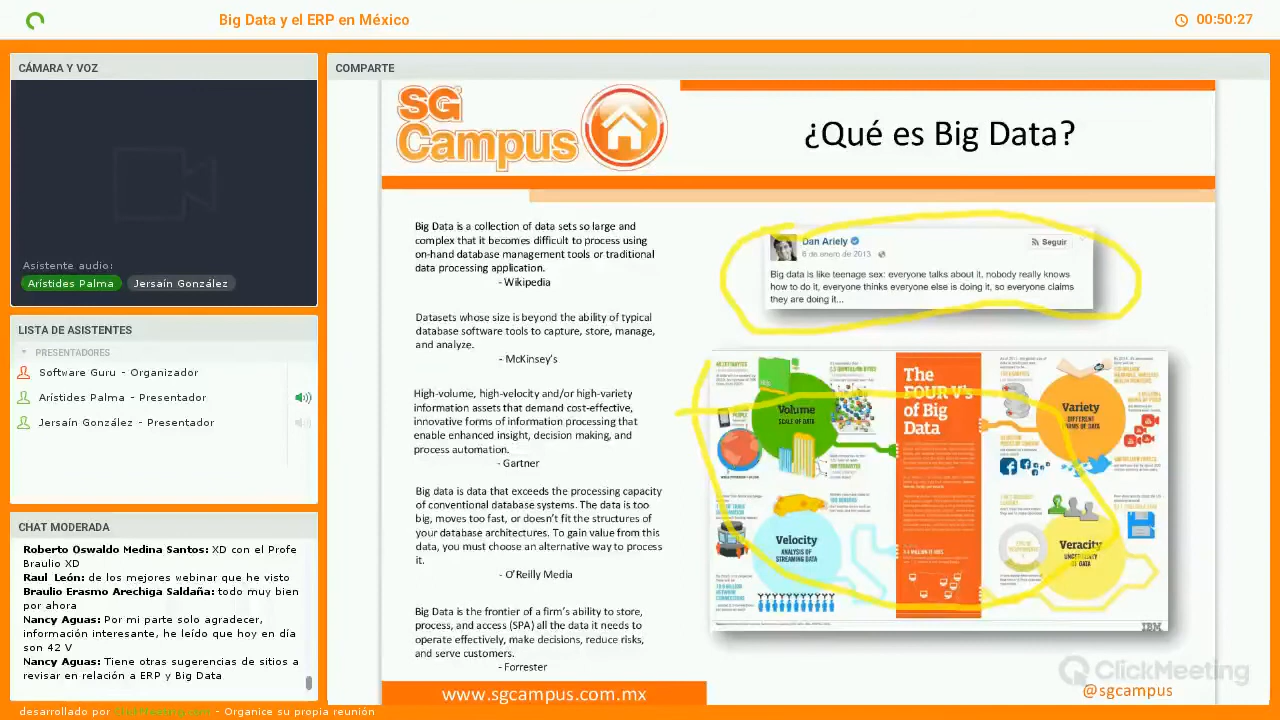 Big Data y el ERP en México
00:50:27
CÁMARA Y VOZ
Asistente audio:
Arístides Palma
Jersaín González
LISTA DE ASISTENTES
PRESENTADORES
Software Guru - Organizador
Arístides Palma - Presentador
Jersaín González - Presentador
CHAT MODERADA
Roberto Oswaldo Medina Santos: XD con el Profe
Braulio XD
Raul León: de los mejores webinar que he visto
Braulio Erasmo Arechiga Saldaña: todo muy bien
por ahora
Nancy Aguas: Por mi parte solo agradecer,
información interesante, he leído que hoy en día
son 42 V
Nancy Aguas: Tiene otras sugerencias de sitios a
revisar en relación a ERP y Big Data
desarrollado por ClickMeeting.com - Organice su propia reunión
COMPARTE
SG
Campus
¿Qué es Big Data?
Big Data is a collection of data sets so large and
complex that it becomes difficult to process using
on-hand database management tools or traditional
data processing application.
- Wikipedia
Datasets whose size is beyond the ability of typical
database software tools to capture, store, manage,
and analyze.
- McKinsey's
High-volume, high-velocity and/or high-variety
information assets that demand cost-effective,
innovative forms of information processing that
enable enhanced insight, decision making, and
process automation.
- Gartner
Big data is data that exceeds the processing capacity
of conventional database systems. The data is too
big, moves too fast, or doesn't fit the structures of
your database architectures. To gain value from this
data, you must choose an alternative way to process
it.
- O'Reilly Media
Big Data is the frontier of a firm's ability to store,
process, and access (SPA) all the data it needs to
operate effectively, make decisions, reduce risks,
and serve customers.
- Forrester
Dan Ariely
6 de enero de 2013
Seguir
Big data is like teenage sex: everyone talks about it, nobody really knows
how to do it, everyone thinks everyone else is doing it, so everyone claims
they are doing it...
The
FOUR V's
of Big
Data
Volume
SCALE OF DATA
Variety
DIFFERENT
FORMS OF DATA
Velocity
ANALYSIS OF
STREAMING DATA
Veracity
UNCERTAINTY
OF DATA
IBM
ClickMeeting
www.sgcampus.com.mx
@sgcampus